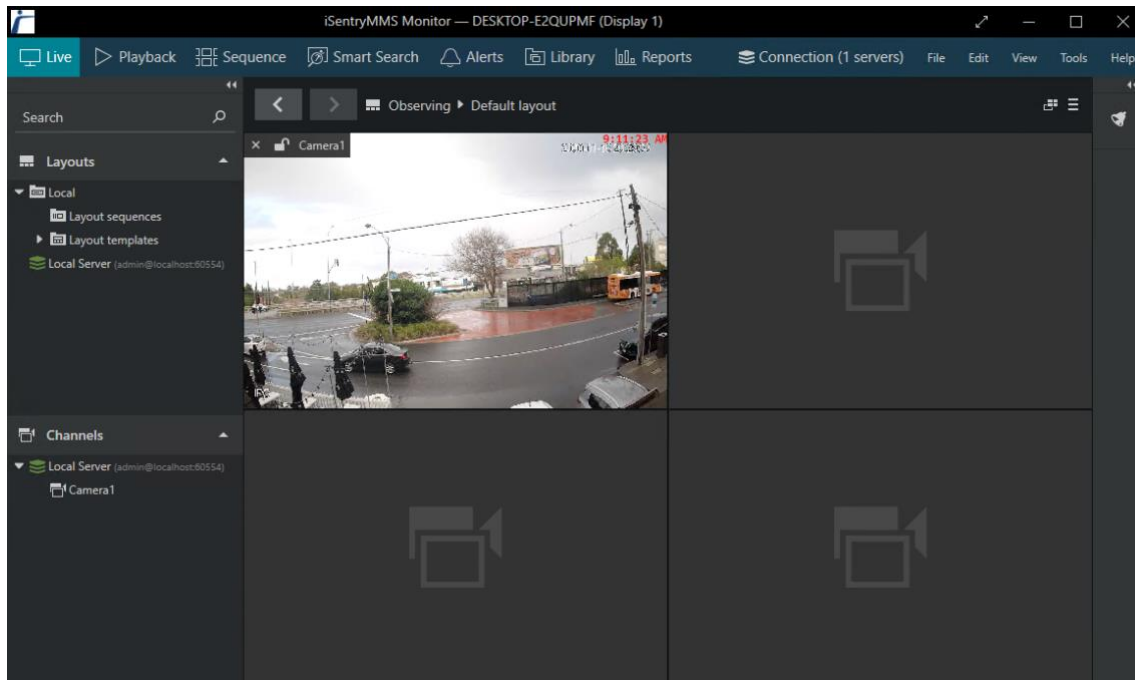 iSentryMMS Monitor — DESKTOP-E2QUPMF (Display 1)
Live Playback Sequence Smart Search Alerts Library Reports Connection (1 servers) File Edit View Tools Help
Search
Observing Default layout
Camera1
9:11:23 AM
Layouts
Local
Layout sequences
Layout templates
Local Server (admin@localhost:60554)
Channels
Local Server (admin@localhost:60554)
Camera1